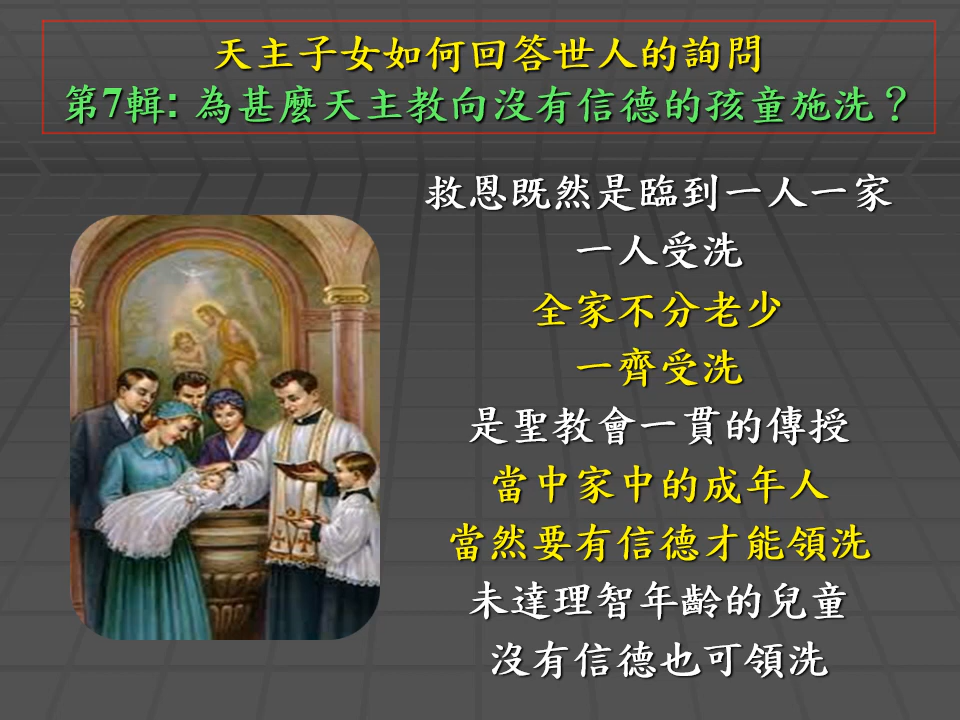 天主子女如何回答世人的詢問
第7輯: 為甚麼天主教向沒有信德的孩童施洗？
救恩既然是臨到一人一家
一人受洗
全家不分老少
一齊受洗
是聖教會一貫的傳授
當中家中的成年人
當然要有信德才能領洗
未達理智年齡的兒童
沒有信德也可領洗